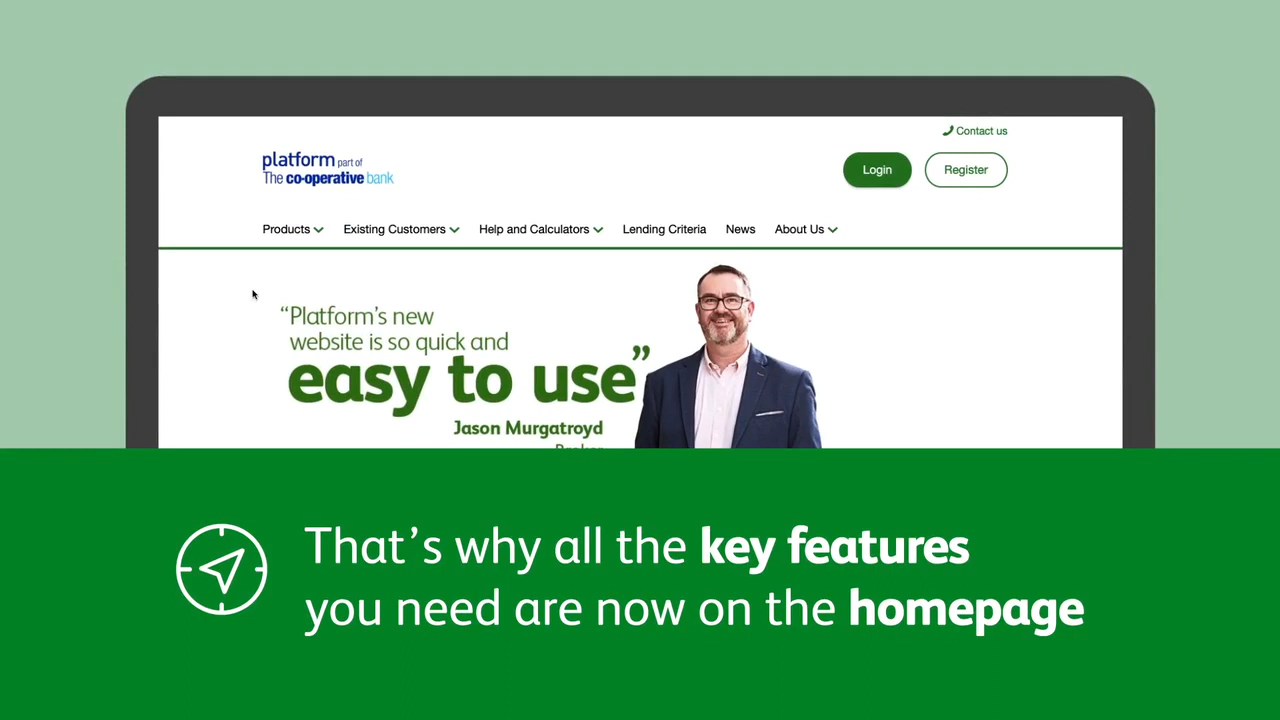 Contact us
platform part of
The co-operative bank
Login
Register
Products
Existing Customers
Help and Calculators
Lending Criteria
News
About Us
“Platform’s new
website is so quick and
easy to use”
Jason Murgatroyd
That’s why all the key features
you need are now on the homepage